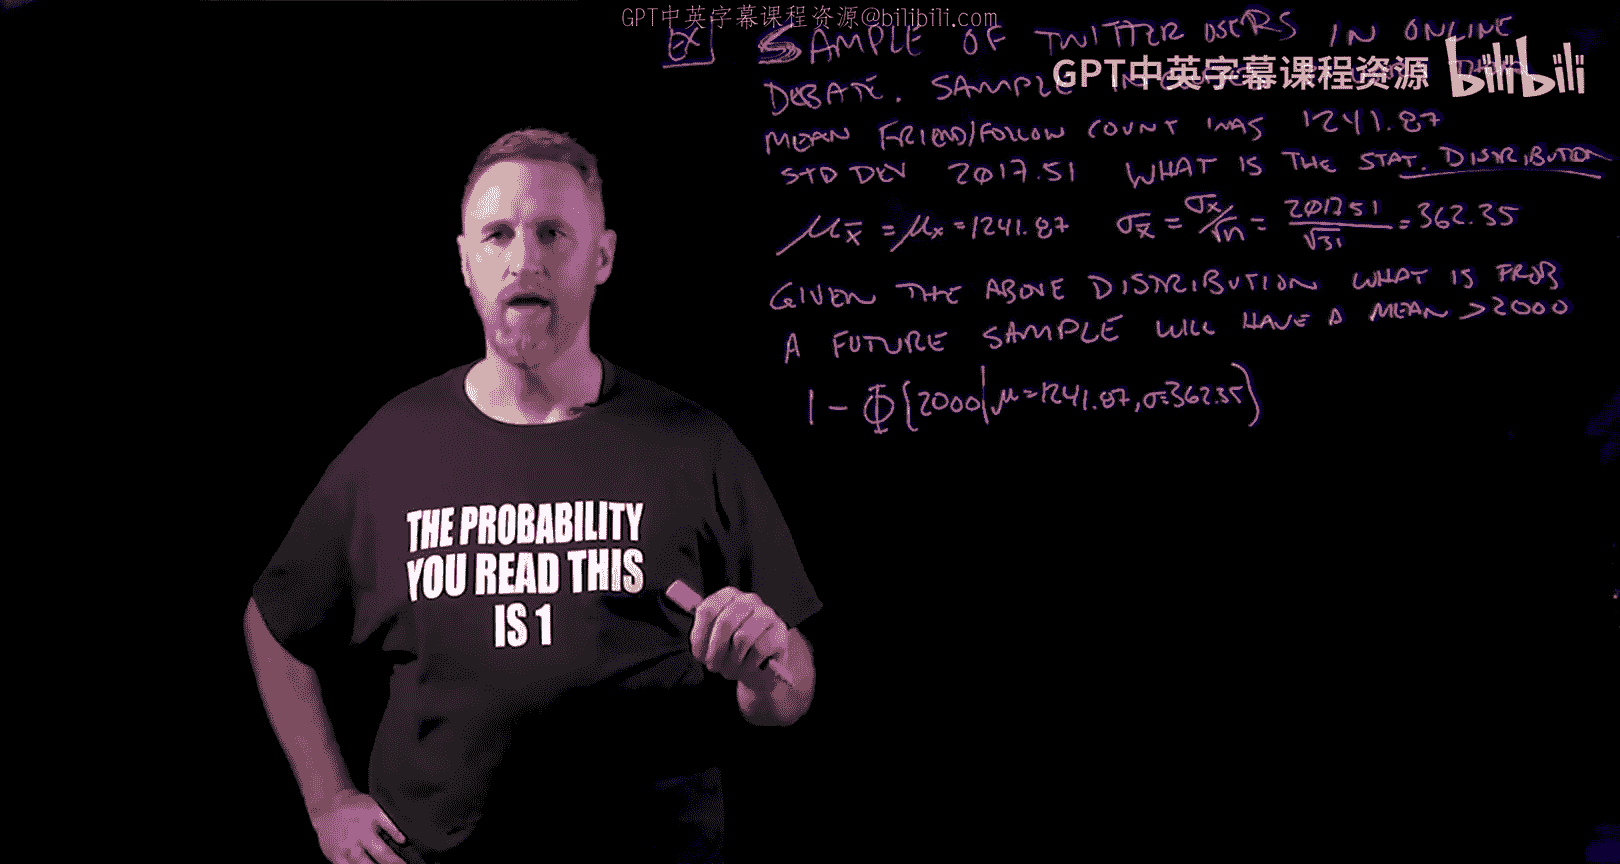 GPT中英字幕课程资源@bilibili.com
EX SAMPLE OF TWITTER USERS IN ONLINE
GPT中英字幕课程资源 bilibili
DEBATE. SAMPLE
MEAN FRIEND/FOLLOW COUNT WAS 1241.87
STD DEV 2017.51 WHAT IS THE STAT. DISTRIBUTION
μx̄ = μx = 1241.87 σx̄ = σx/√n = 2017.51/√31 = 362.35
GIVEN THE ABOVE DISTRIBUTION WHAT IS PROB
A FUTURE SAMPLE WILL HAVE A MEAN >2000
1 - Φ(2000|μ=1241.87, σ=362.35)
THE PROBABILITY
YOU READ THIS
IS 1